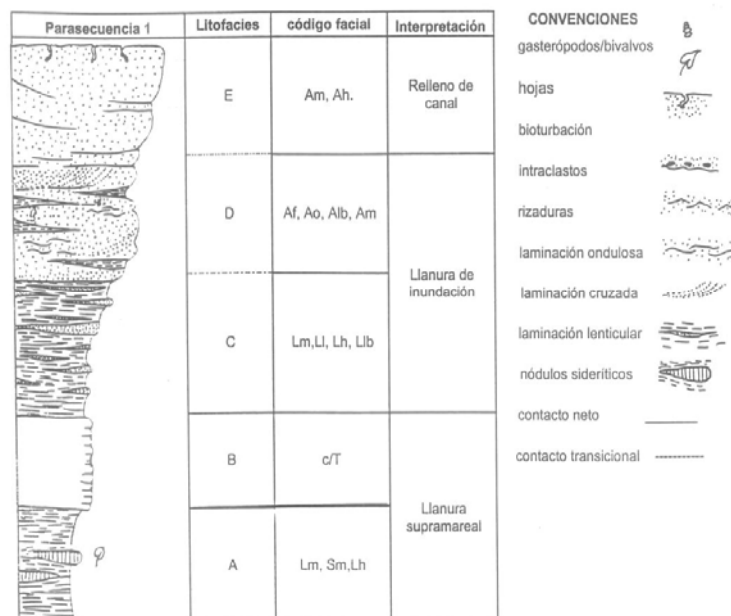 Parasecuencia 1 Litofacies código facial Interpretación
E Am, Ah. Relleno de
canal
D Af, Ao, Alb, Am
Llanura de
inundación
C Lm,Ll, Lh, Llb
B c/T
Llanura
supramareal
A Lm, Sm,Lh
CONVENCIONES
gasterópodos/bivalvos
hojas
bioturbación
intraclastos
rizaduras
laminación ondulosa
laminación cruzada
laminación lenticular
nódulos sideríticos
contacto neto
contacto transicional